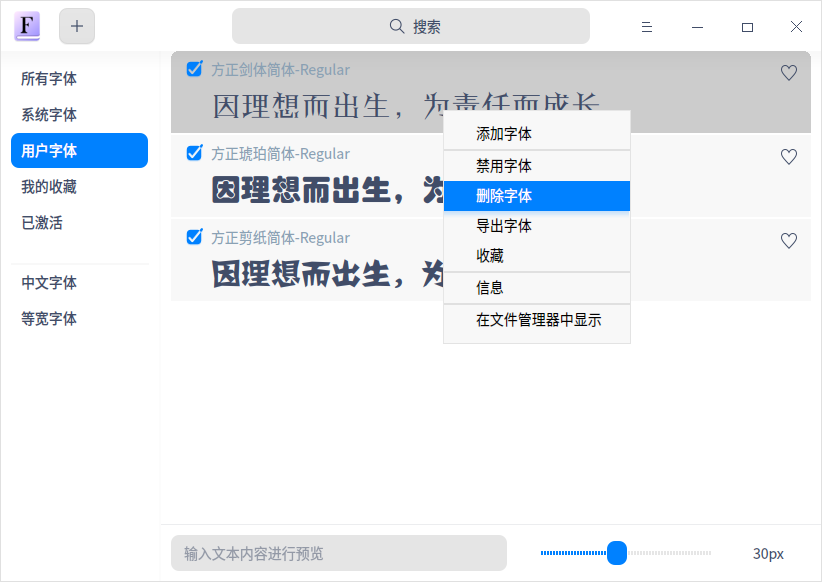 F
搜索
所有字体
系统字体
用户字体
我的收藏
已激活
中文字体
等宽字体
方正剑体简体-Regular
因理想而出生，为责任而成长
方正琥珀简体-Regular
因理想而出生，为
方正剪纸简体-Regular
因理想而出生，为
添加字体
禁用字体
删除字体
导出字体
收藏
信息
在文件管理器中显示
输入文本内容进行预览
30px